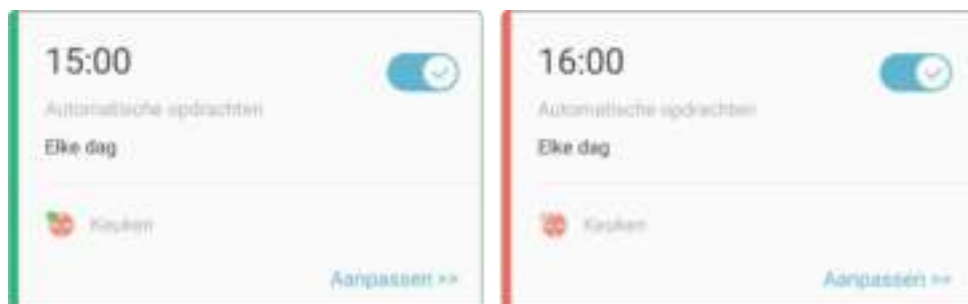 15:00
Automatische opdrachten
Elke dag
Keuken
Aanpassen >>
16:00
Automatische opdrachten
Elke dag
Keuken
Aanpassen >>